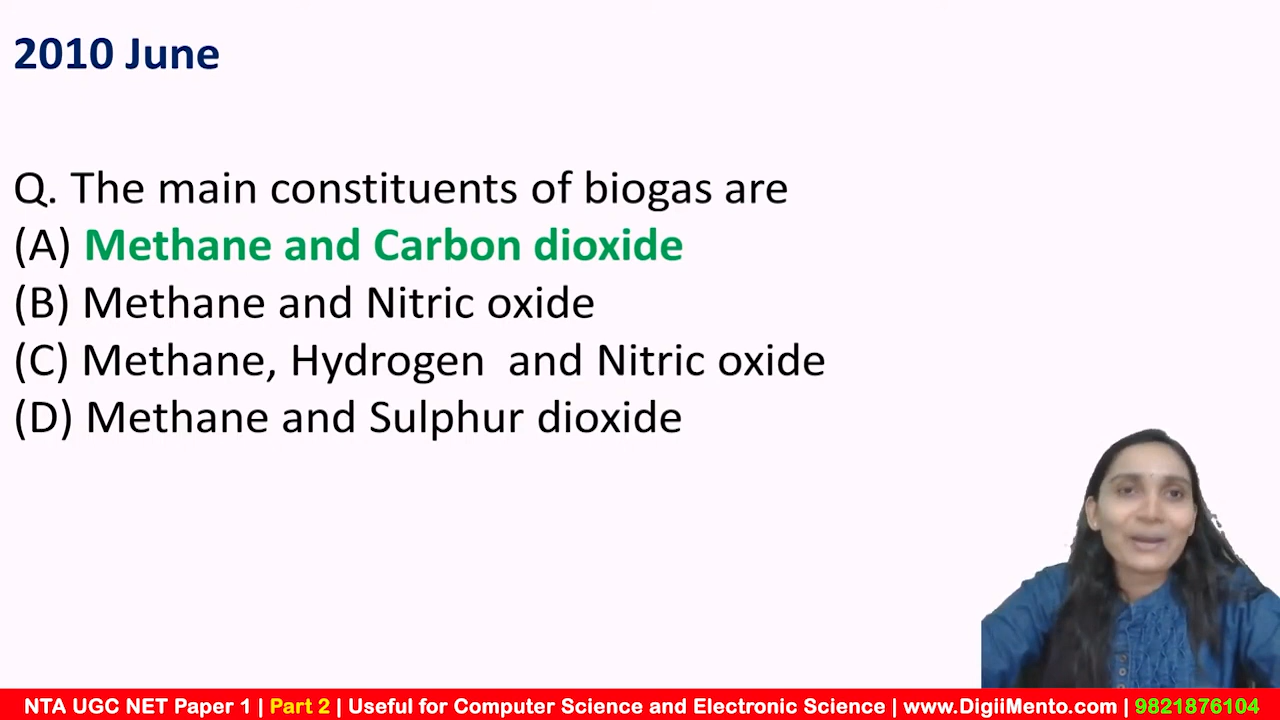 2010 June
Q. The main constituents of biogas are
(A) Methane and Carbon dioxide
(B) Methane and Nitric oxide
(C) Methane, Hydrogen  and Nitric oxide
(D) Methane and Sulphur dioxide
NTA UGC NET Paper 1 | Part 2 | Useful for Computer Science and Electronic Science | www.DigiiMento.com | 9821876104